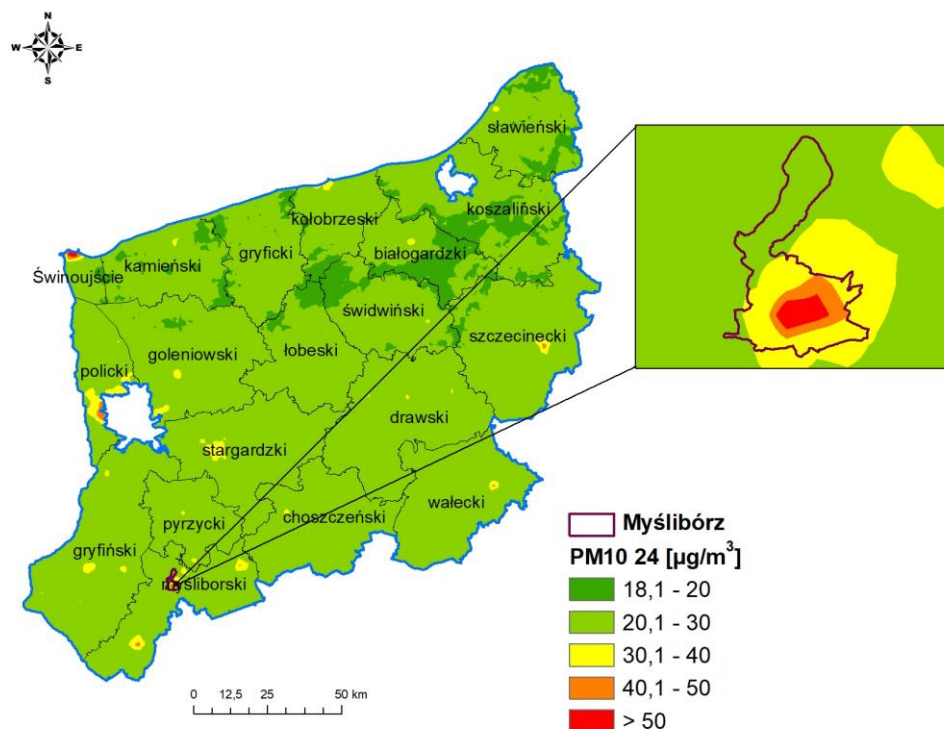 N
W E
S
sławieński
kołobrzeski
koszaliński
gryficki
białogardzki
kamieński
Świnoujście
świdwiński
szczecinecki
goleniowski
łobeski
policki
drawski
stargardzki
wałecki
pyrzycki
choszczeński
gryfiński
myśliborski
Myślibórz
PM10 24 [µg/m³]
18,1 - 20
20,1 - 30
30,1 - 40
40,1 - 50
> 50
0 12,5 25 50 km